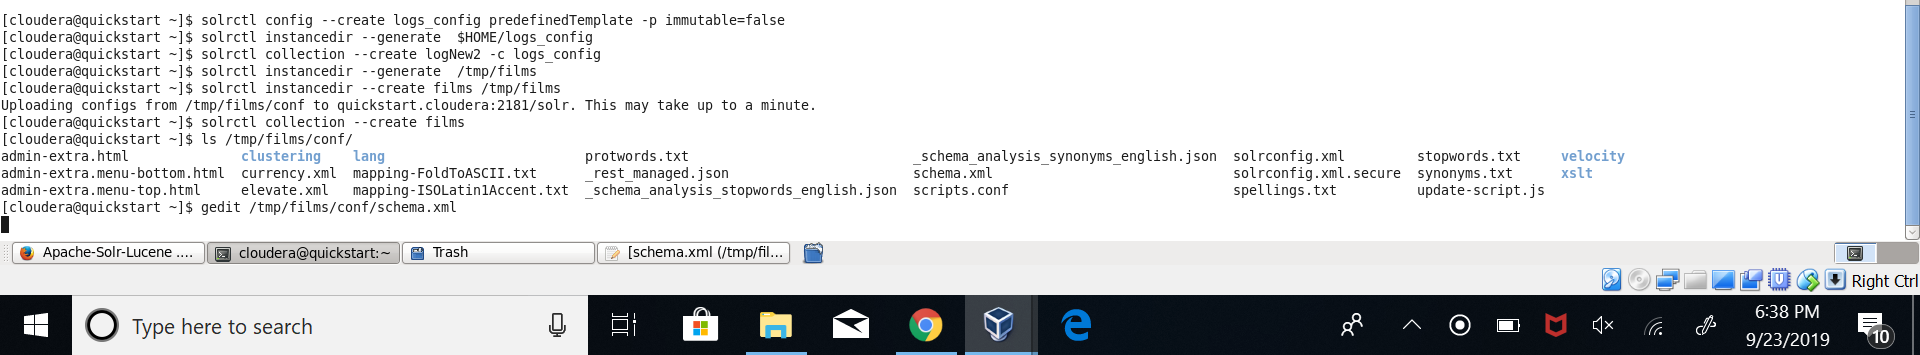 [cloudera@quickstart ~]$ solrctl config --create logs_config predefinedTemplate -p immutable=false
[cloudera@quickstart ~]$ solrctl instancedir --generate  $HOME/logs_config
[cloudera@quickstart ~]$ solrctl collection --create logNew2 -c logs_config
[cloudera@quickstart ~]$ solrctl instancedir --generate  /tmp/films
[cloudera@quickstart ~]$ solrctl instancedir --create films /tmp/films
Uploading configs from /tmp/films/conf to quickstart.cloudera:2181/solr. This may take up to a minute.
[cloudera@quickstart ~]$ solrctl collection --create films
[cloudera@quickstart ~]$ ls /tmp/films/conf/
admin-extra.html clustering lang protwords.txt _schema_analysis_synonyms_english.json solrconfig.xml stopwords.txt velocity
admin-extra.menu-bottom.html currency.xml mapping-FoldToASCII.txt _rest_managed.json schema.xml solrconfig.xml.secure synonyms.txt xslt
admin-extra.menu-top.html elevate.xml mapping-ISOLatin1Accent.txt _schema_analysis_stopwords_english.json scripts.conf spellings.txt update-script.js
[cloudera@quickstart ~]$ gedit /tmp/films/conf/schema.xml
Apache-Solr-Lucene .... cloudera@quickstart:~ Trash [schema.xml (/tmp/fil...
Right Ctrl
Type here to search
6:38 PM
9/23/2019
10